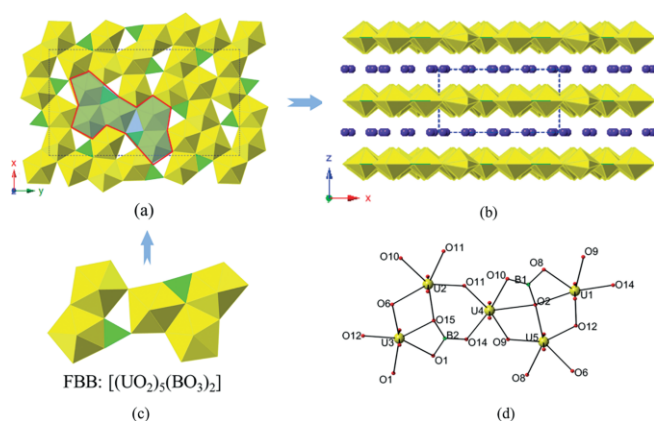 x
y
(a)
z
x
(b)
FBB: [(UO₂)₅(BO₃)₂]
(c)
O11
O10
U2
O11
O6
O15
O12
U3
B2
O14
O1
O1
O10
B1
O8
O9
U4
O2
U1
O14
O12
O9
U5
O8
O6
(d)